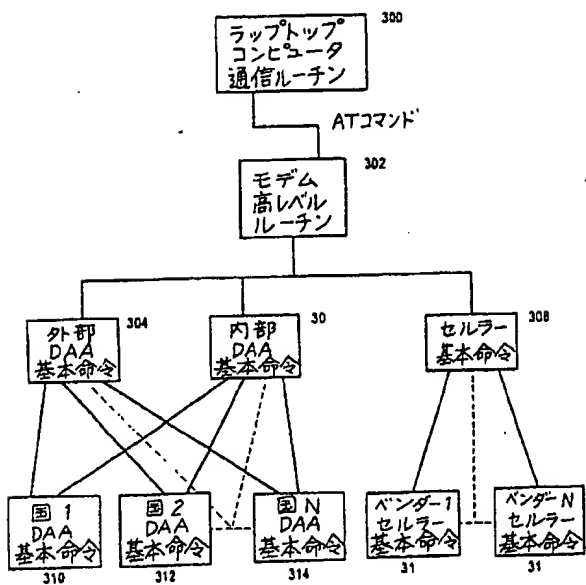 300
ラップトップ
コンピュータ
通信ルーチン
ATコマンド
302
モデム
高レベル
ルーチン
外部
DAA
基本命令
304
内部
DAA
基本命令
30
セルラー
基本命令
308
国1
DAA
基本命令
310
国2
DAA
基本命令
312
国N
DAA
基本命令
314
ベンダー1
セルラー
基本命令
31
ベンダーN
セルラー
基本命令
31